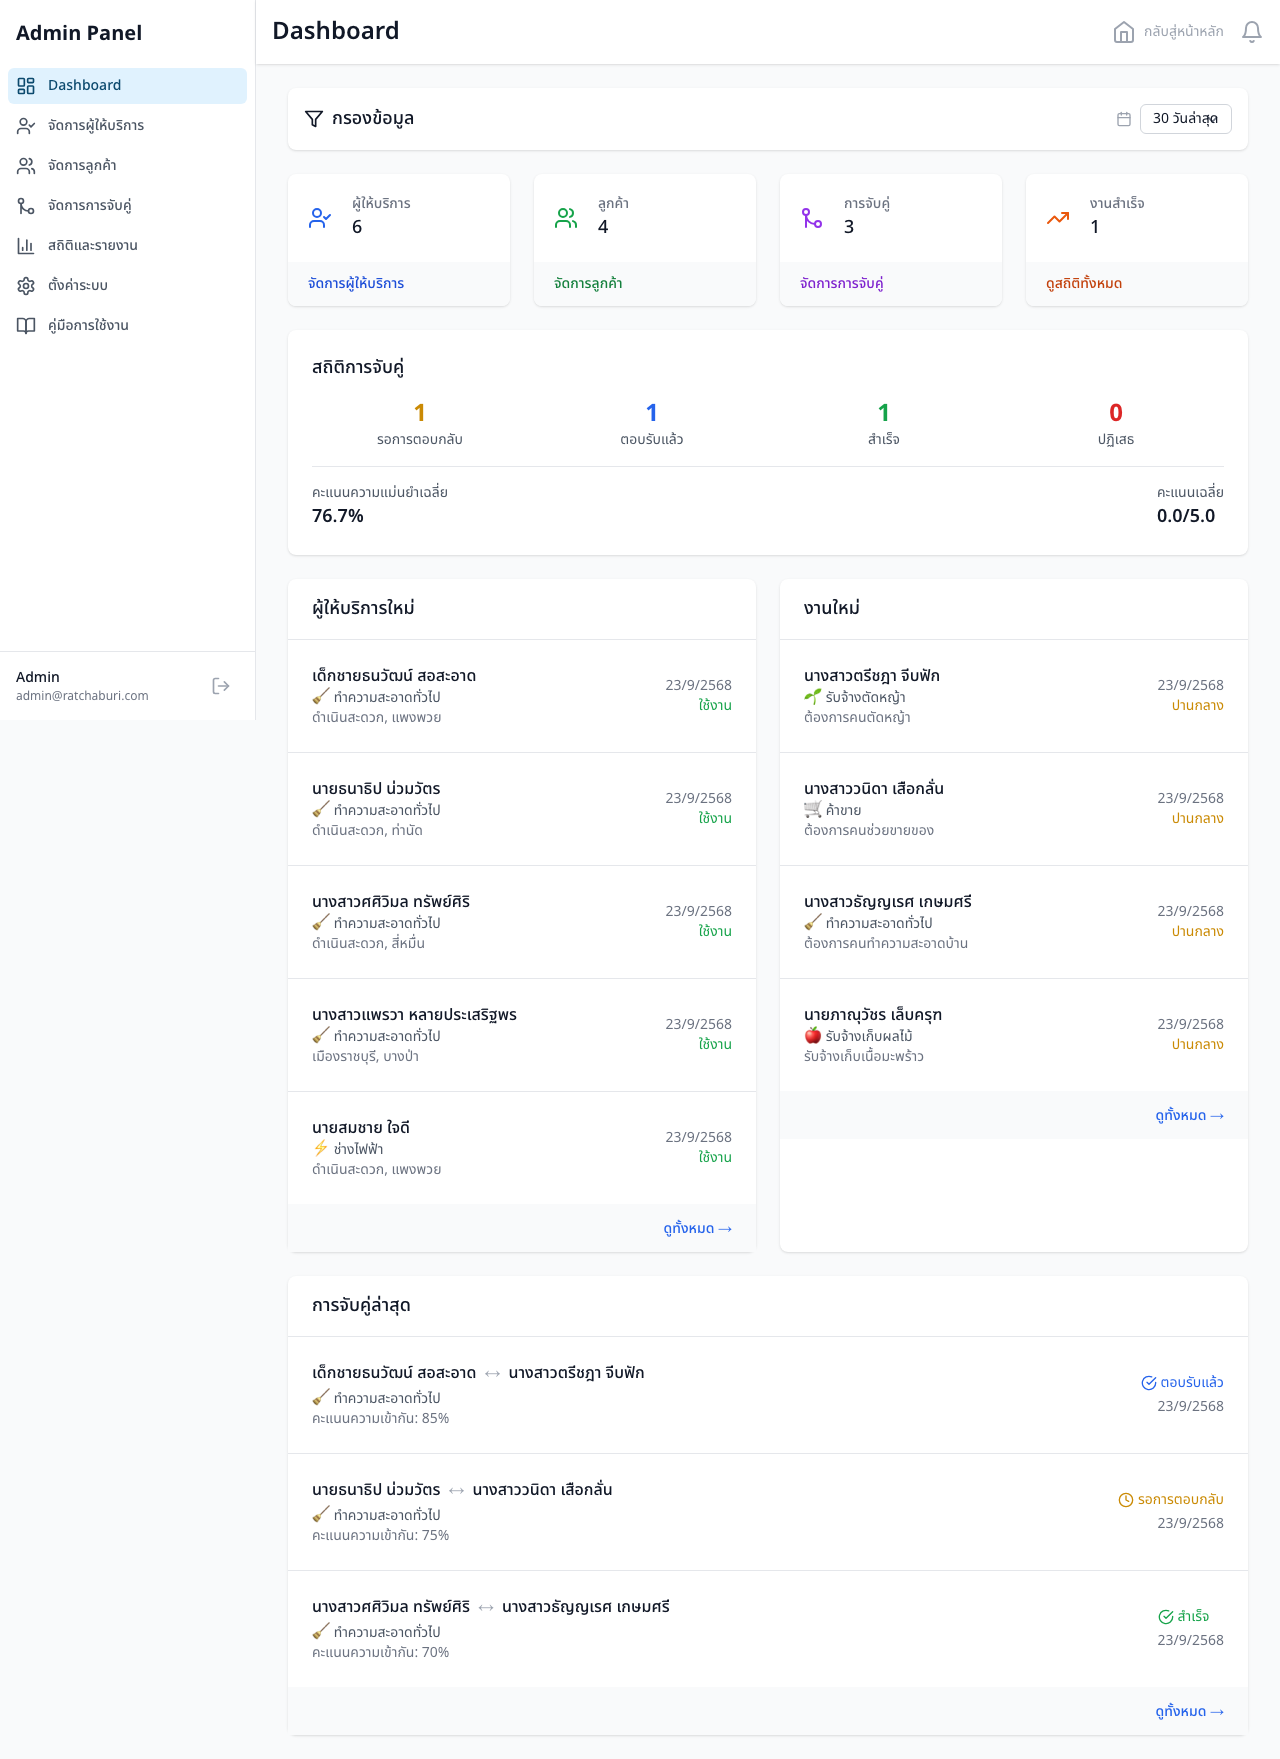 Admin Panel
Dashboard
จัดการผู้ให้บริการ
จัดการลูกค้า
จัดการการจับคู่
สถิติและรายงาน
ตั้งค่าระบบ
คู่มือการใช้งาน
Admin
admin@ratchaburi.com
Dashboard
กลับสู่หน้าหลัก
กรองข้อมูล
30 วันล่าสุด
ผู้ให้บริการ
6
จัดการผู้ให้บริการ
ลูกค้า
4
จัดการลูกค้า
การจับคู่
3
จัดการการจับคู่
งานสำเร็จ
1
ดูสถิติทั้งหมด
สถิติการจับคู่
1
รอการตอบกลับ
1
ตอบรับแล้ว
1
สำเร็จ
0
ปฏิเสธ
คะแนนความแม่นยำเฉลี่ย
76.7%
คะแนนเฉลี่ย
0.0/5.0
ผู้ให้บริการใหม่
เด็กชายธนวัฒน์ สอสะอาด
🧹 ทำความสะอาดทั่วไป
ดำเนินสะดวก, แพงพวย
23/9/2568
ใช้งาน
นายธนาธิป น่วมวัตร
🧹 ทำความสะอาดทั่วไป
ดำเนินสะดวก, ท่านัด
23/9/2568
ใช้งาน
นางสาวศศิวิมล ทรัพย์ศิริ
🧹 ทำความสะอาดทั่วไป
ดำเนินสะดวก, สี่หมื่น
23/9/2568
ใช้งาน
นางสาวแพรวา หลายประเสริฐพร
🧹 ทำความสะอาดทั่วไป
เมืองราชบุรี, บางป่า
23/9/2568
ใช้งาน
นายสมชาย ใจดี
⚡ ช่างไฟฟ้า
ดำเนินสะดวก, แพงพวย
23/9/2568
ใช้งาน
ดูทั้งหมด →
งานใหม่
นางสาวตรีชฎา จีบฟัก
🌱 รับจ้างตัดหญ้า
ต้องการคนตัดหญ้า
23/9/2568
ปานกลาง
นางสาววนิดา เสือกลั่น
🛒 ค้าขาย
ต้องการคนช่วยขายของ
23/9/2568
ปานกลาง
นางสาวธัญญเรศ เกษมศรี
🧹 ทำความสะอาดทั่วไป
ต้องการคนทำความสะอาดบ้าน
23/9/2568
ปานกลาง
นายภาณุวัชร เล็บครุฑ
🍎 รับจ้างเก็บผลไม้
รับจ้างเก็บเนื้อมะพร้าว
23/9/2568
ปานกลาง
ดูทั้งหมด →
การจับคู่ล่าสุด
เด็กชายธนวัฒน์ สอสะอาด ↔ นางสาวตรีชฎา จีบฟัก
🧹 ทำความสะอาดทั่วไป
คะแนนความเข้ากัน: 85%
ตอบรับแล้ว
23/9/2568
นายธนาธิป น่วมวัตร ↔ นางสาววนิดา เสือกลั่น
🧹 ทำความสะอาดทั่วไป
คะแนนความเข้ากัน: 75%
รอการตอบกลับ
23/9/2568
นางสาวศศิวิมล ทรัพย์ศิริ ↔ นางสาวธัญญเรศ เกษมศรี
🧹 ทำความสะอาดทั่วไป
คะแนนความเข้ากัน: 70%
สำเร็จ
23/9/2568
ดูทั้งหมด →